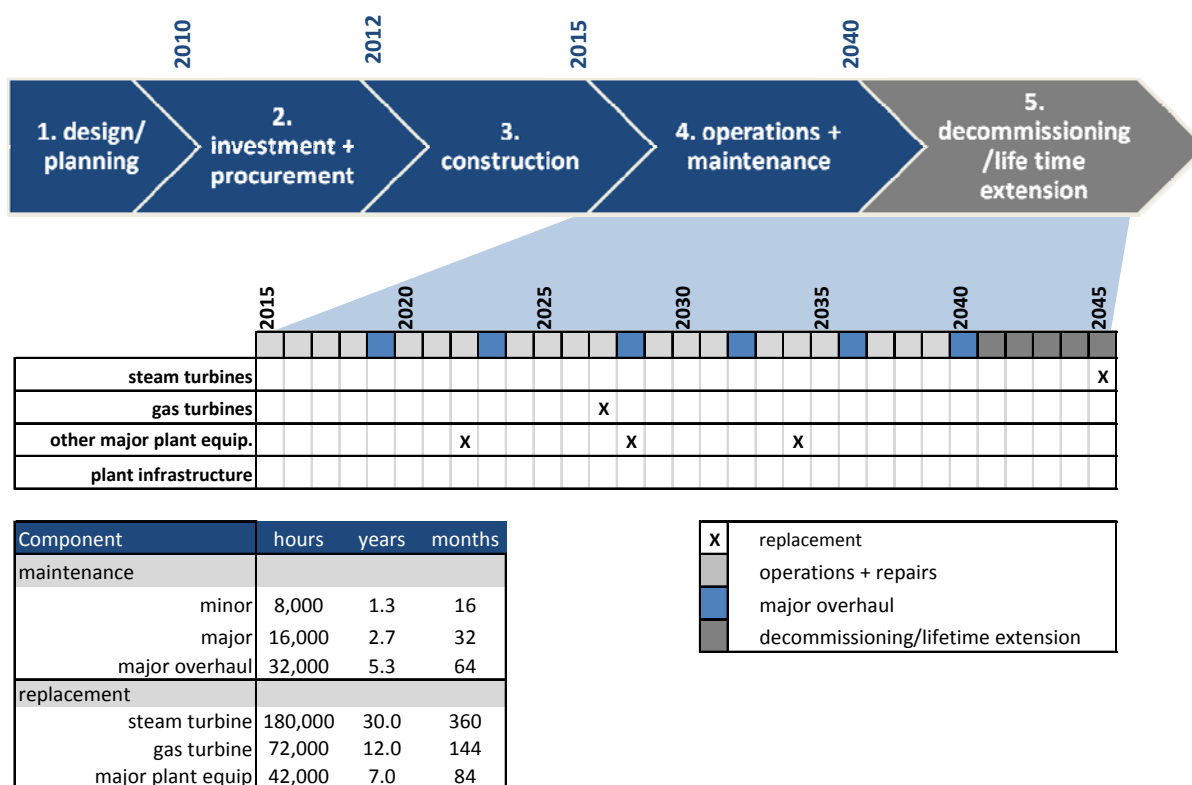 2010
2012
2015
2040
1. design/
planning
2.
investment +
procurement
3.
construction
4. operations +
maintenance
5.
decommissioning
/life time
extension
2015
2020
2025
2030
2035
2040
2045
steam turbines X
gas turbines X
other major plant equip. X X X
plant infrastructure
Component hours years months
maintenance
minor 8,000 1.3 16
major 16,000 2.7 32
major overhaul 32,000 5.3 64
replacement
steam turbine 180,000 30.0 360
gas turbine 72,000 12.0 144
major plant equip 42,000 7.0 84
X replacement
operations + repairs
major overhaul
decommissioning/lifetime extension